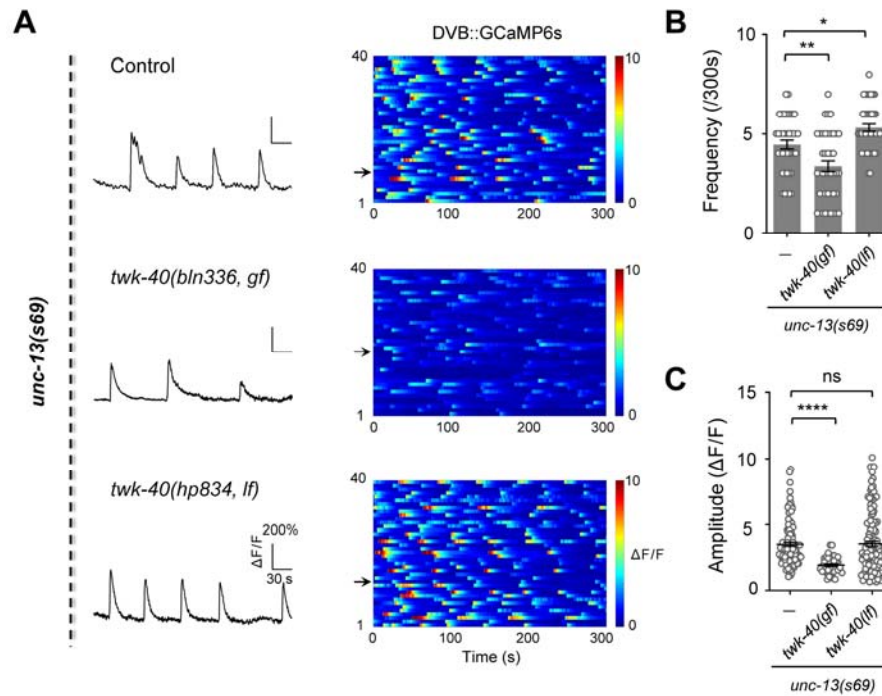 A
Control
DVB::GCaMP6s
40
1
0
100
200
300
10
0
unc-13(s69)
twk-40(bln336, gf)
40
1
0
100
200
300
10
0
twk-40(hp834, lf)
200%
ΔF/F
30 s
40
1
0
100
200
300
Time (s)
10
ΔF/F
0
B
Frequency (/300s)
10
5
0
**
*
—
twk-40(gf)
twk-40(lf)
unc-13(s69)
C
Amplitude (ΔF/F)
15
10
5
0
ns
****
—
twk-40(gf)
twk-40(lf)
unc-13(s69)